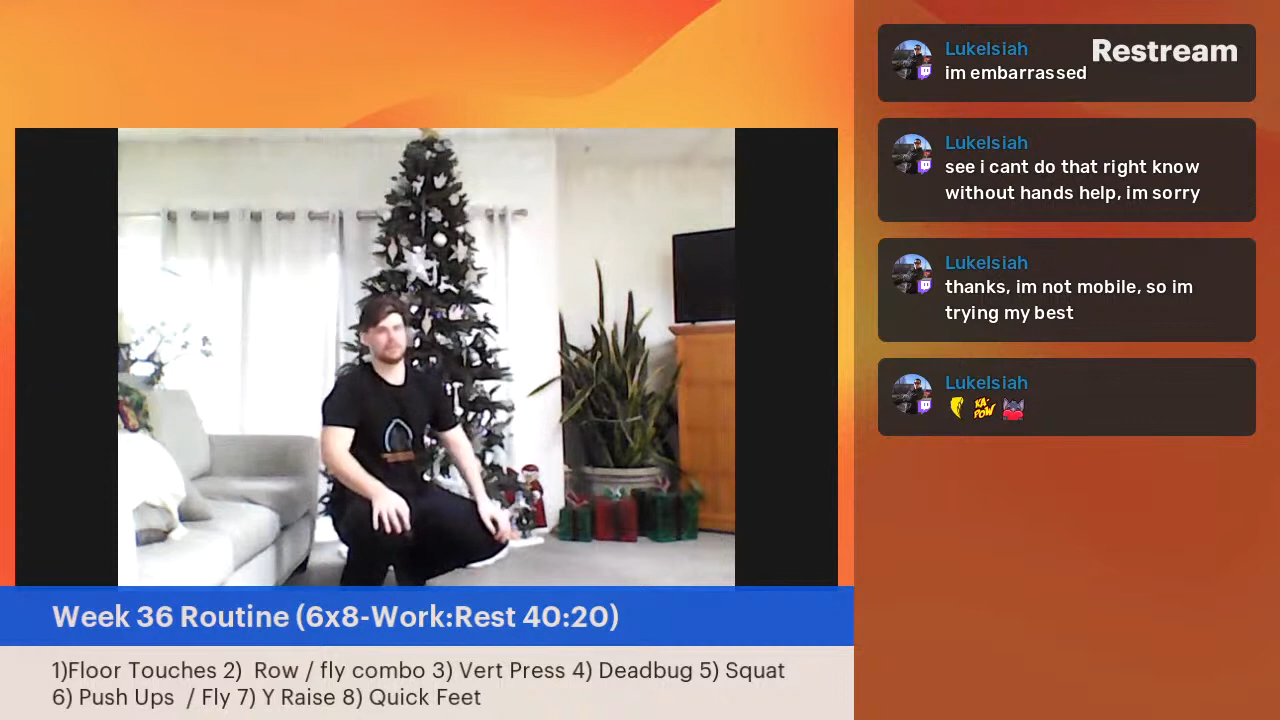 LukeIsiah
Restream
im embarrassed
LukeIsiah
see i cant do that right know
without hands help, im sorry
LukeIsiah
thanks, im not mobile, so im
trying my best
LukeIsiah
KA-
POW
Week 36 Routine (6x8-Work:Rest 40:20)
1)Floor Touches 2)  Row / fly combo 3) Vert Press 4) Deadbug 5) Squat
6) Push Ups  / Fly 7) Y Raise 8) Quick Feet